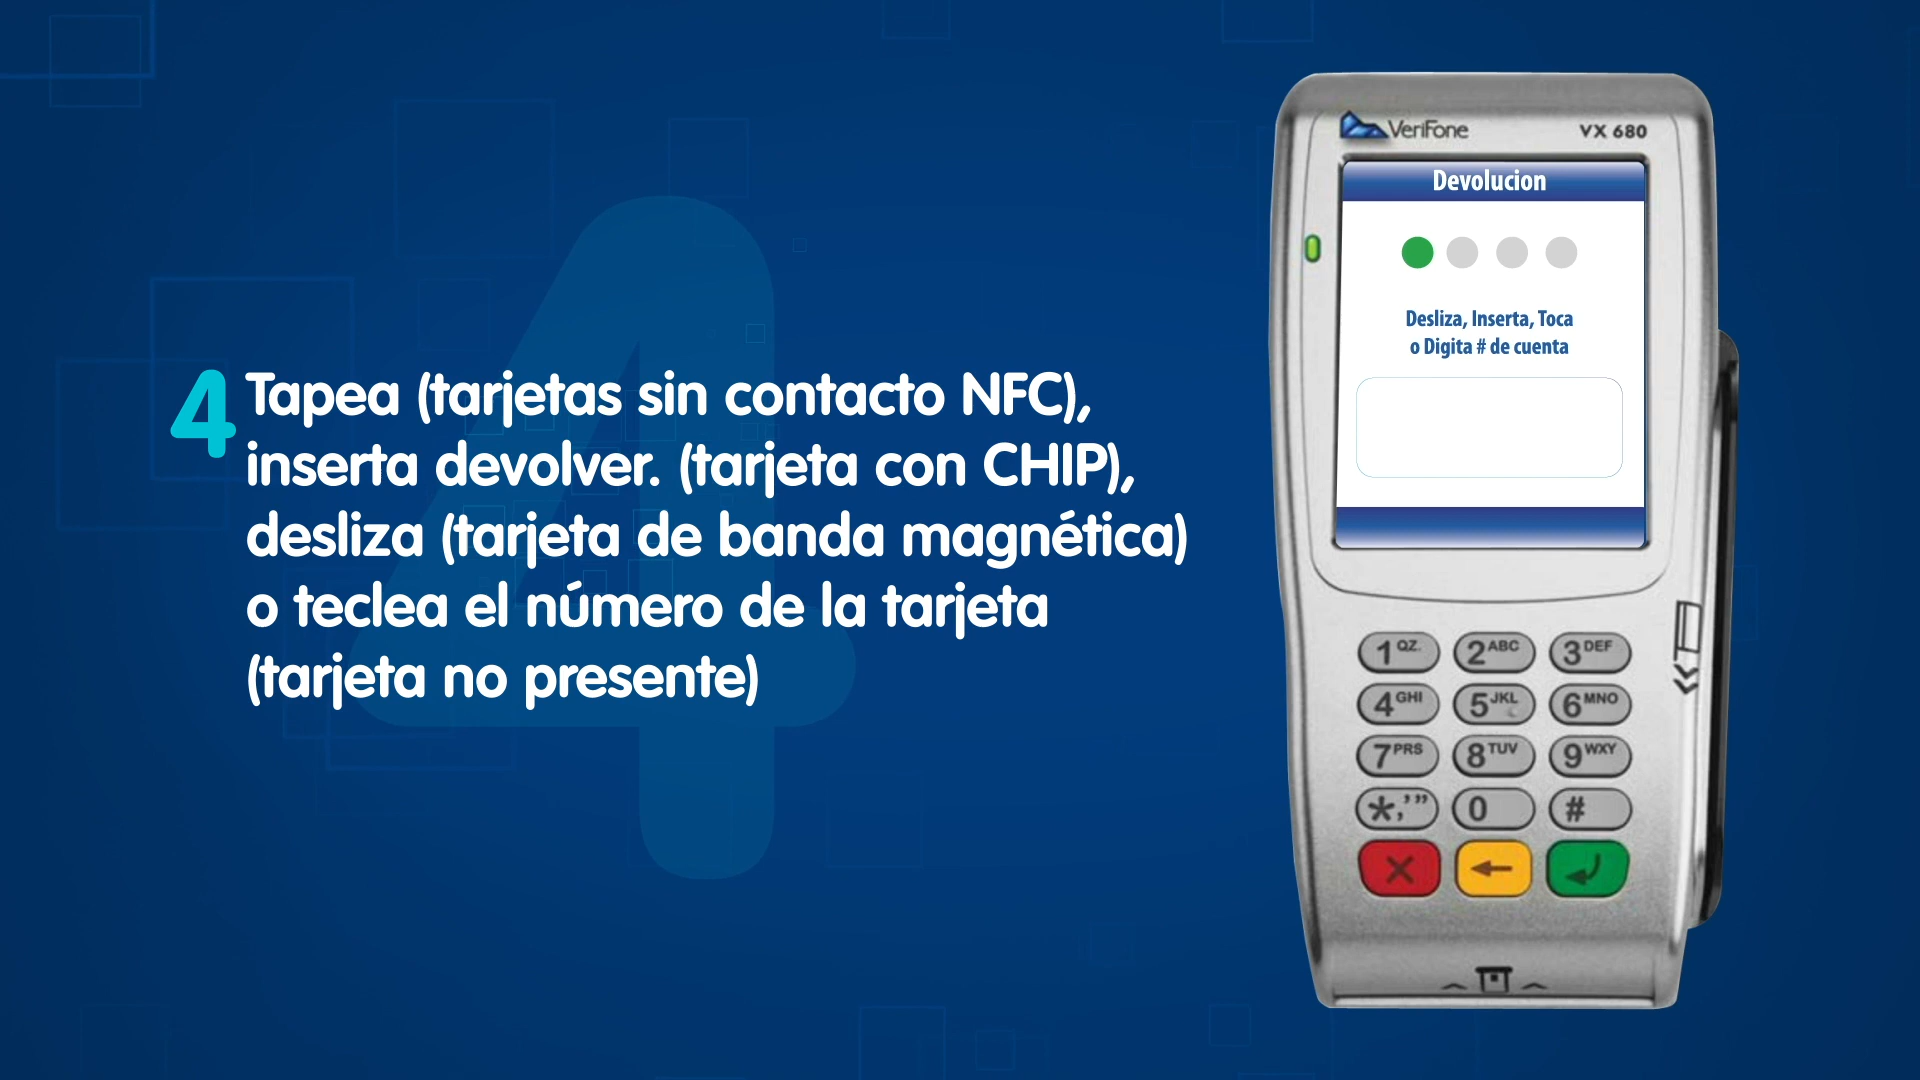 4
Tapea (tarjetas sin contacto NFC),
inserta devolver. (tarjeta con CHIP),
desliza (tarjeta de banda magnética)
o teclea el número de la tarjeta
(tarjeta no presente)
VeriFone VX 680
Devolucion
Desliza, Inserta, Toca
o Digita # de cuenta
1 QZ. 2 ABC 3 DEF
4 GHI 5 JKL 6 MNO
7 PRS 8 TUV 9 WXY
*,'" 0 #